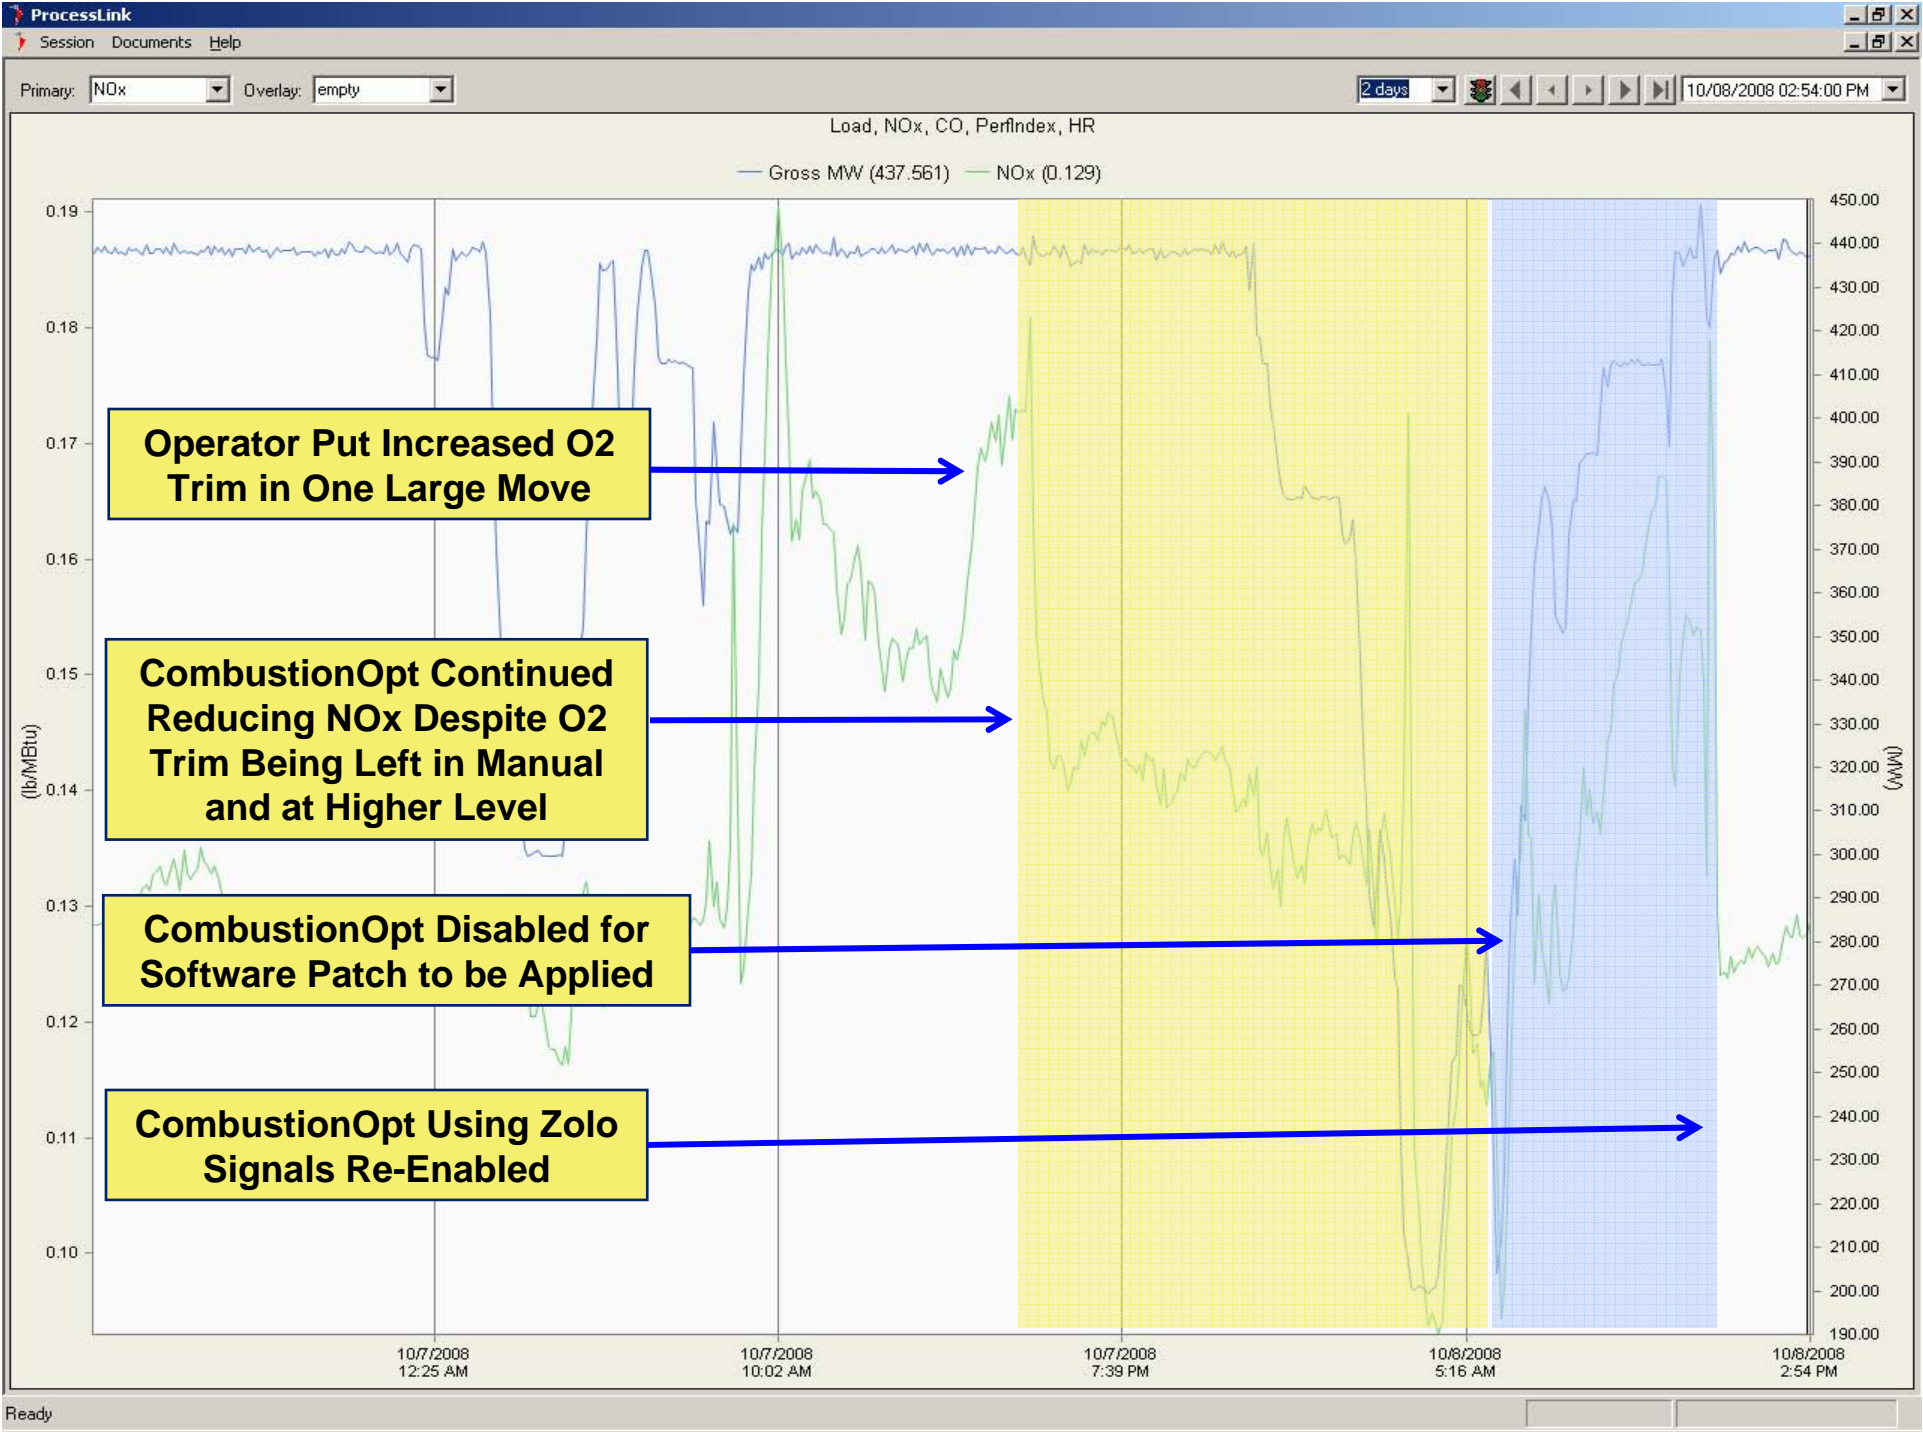 ProcessLink
Session Documents Help
Primary: NOx Overlay: empty 2 days 10/08/2008 02:54:00 PM
Load, NOx, CO, PerfIndex, HR
Gross MW (437.561) NOx (0.129)
0.19
0.18
0.17
0.16
0.15
0.14
0.13
0.12
0.11
0.10
(lb/MBtu)
450.00
440.00
430.00
420.00
410.00
400.00
390.00
380.00
370.00
360.00
350.00
340.00
330.00
320.00
310.00
300.00
290.00
280.00
270.00
260.00
250.00
240.00
230.00
220.00
210.00
200.00
190.00
(MW)
Operator Put Increased O2
Trim in One Large Move
CombustionOpt Continued
Reducing NOx Despite O2
Trim Being Left in Manual
and at Higher Level
CombustionOpt Disabled for
Software Patch to be Applied
CombustionOpt Using Zolo
Signals Re-Enabled
10/7/2008
12:25 AM
10/7/2008
10:02 AM
10/7/2008
7:39 PM
10/8/2008
5:16 AM
10/8/2008
2:54 PM
Ready